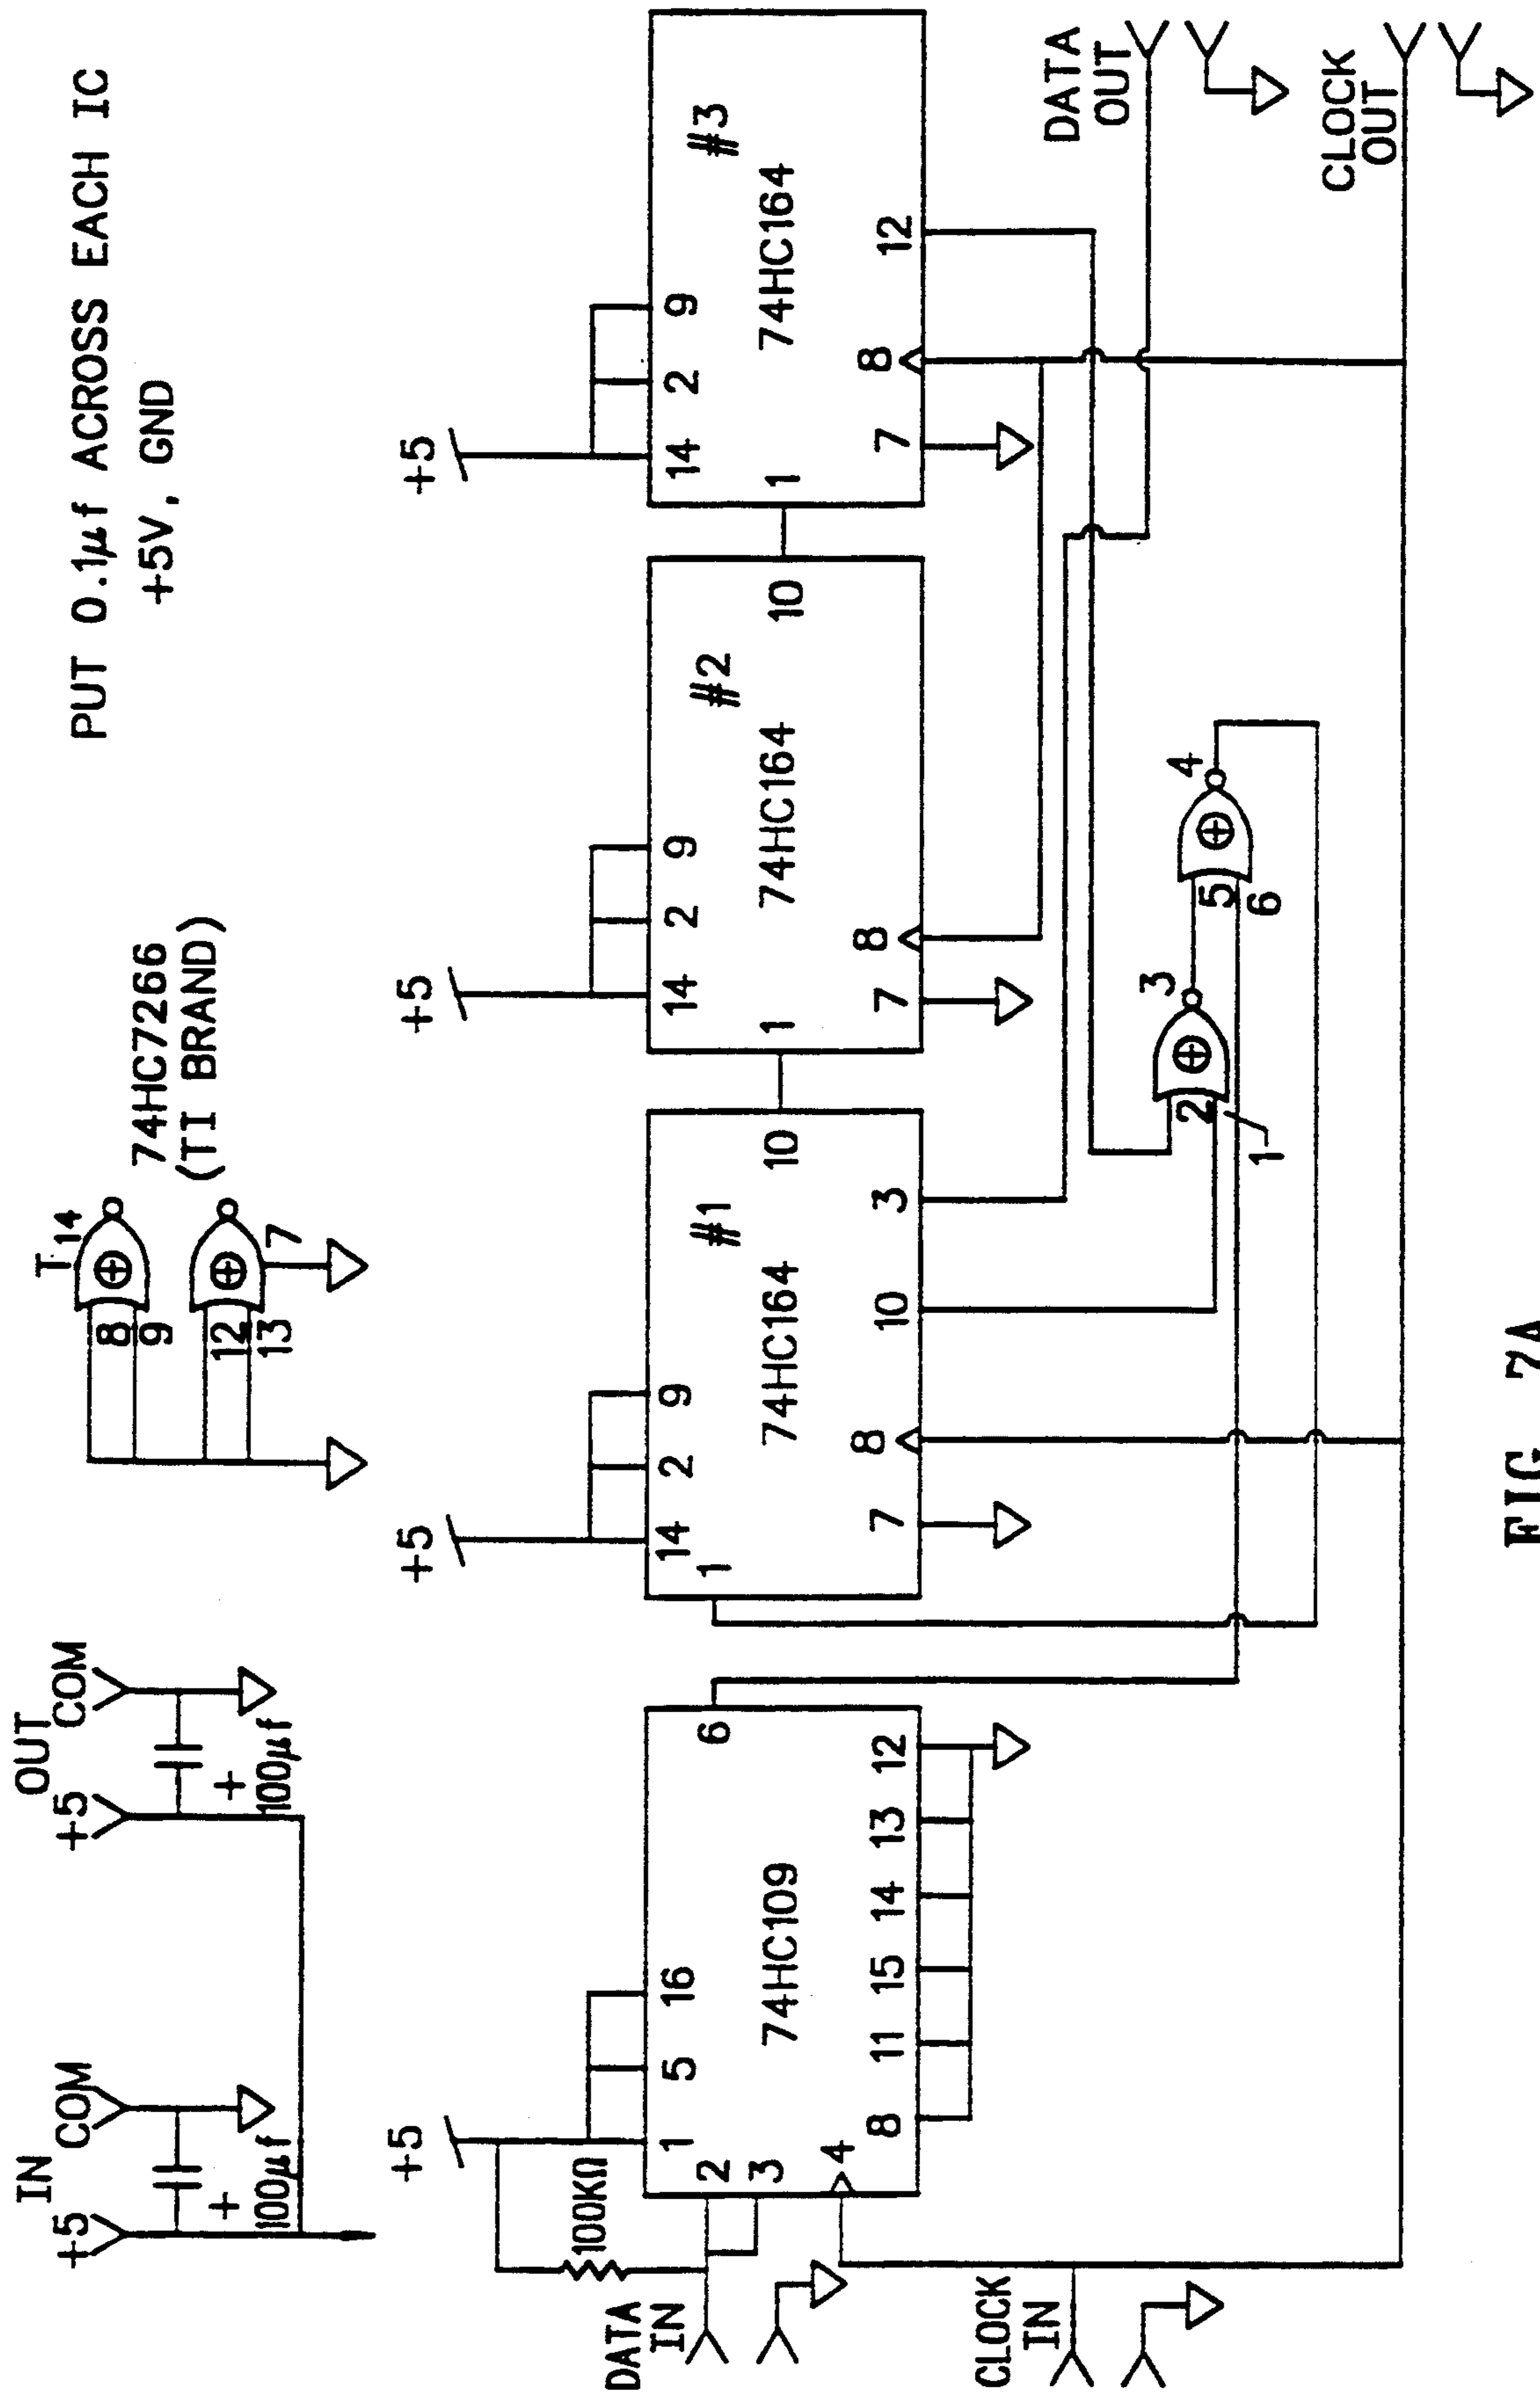 IN
+5
COM
+
100μf
OUT
+5
COM
+
100μf
T
14
8
9
12
13
7
74HC7266
(TI BRAND)
PUT 0.1μf ACROSS EACH IC
+5V, GND
+5
100KΩ
DATA
IN
CLOCK
IN
1
5
16
2
3
4
6
74HC109
8
11
15
14
13
12
+5
14
2
9
1
#1
74HC164
10
7
8
10
3
+5
14
2
9
1
#2
74HC164
10
7
8
+5
14
2
9
1
#3
74HC164
7
8
12
2
1
3
5
6
4
DATA
OUT
CLOCK
OUT
FIG. 7A